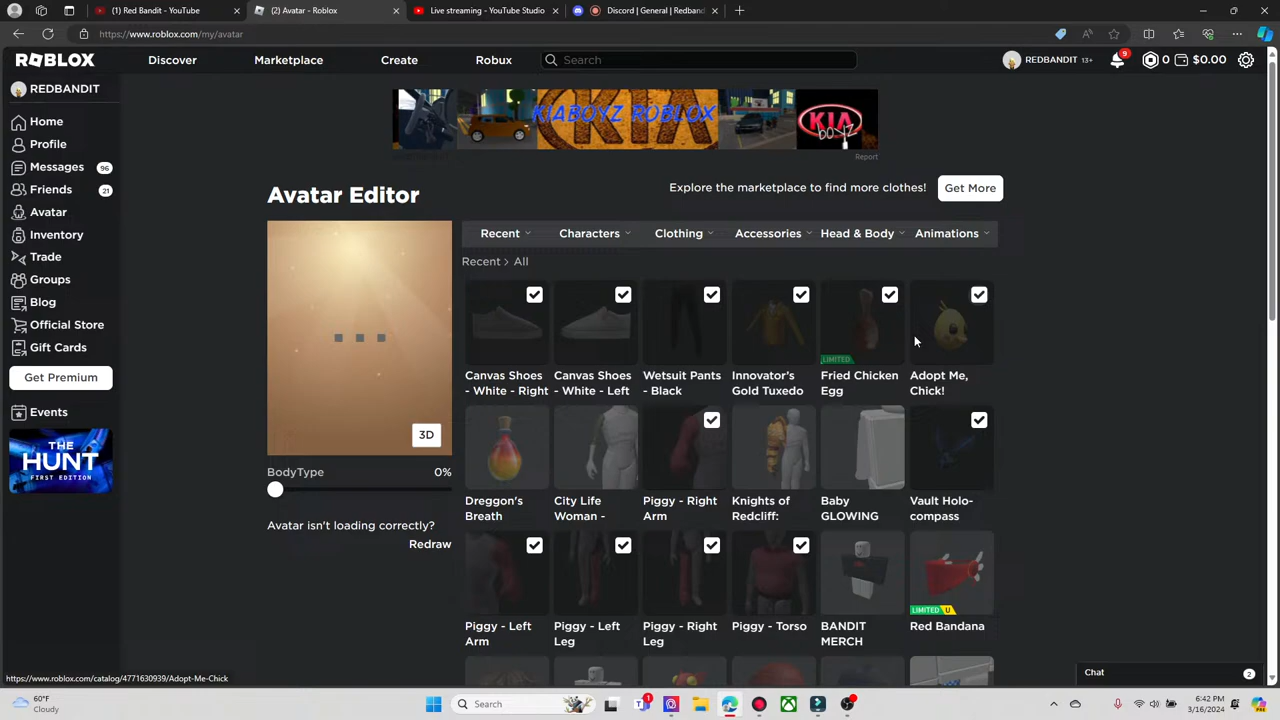 (1) Red Bandit - YouTube
(2) Avatar - Roblox
Live streaming - YouTube Studio
Discord | General | Redband
https://www.roblox.com/my/avatar
ROBLOX
Discover
Marketplace
Create
Robux
Search
REDBANDIT 13+
9
0
$0.00
REDBANDIT
Home
Profile
Messages 96
Friends 21
Avatar
Inventory
Trade
Groups
Blog
Official Store
Gift Cards
Get Premium
Events
THE
HUNT
FIRST EDITION
KIABOYZ ROBLOX
KIA
KIA
boyz
Report
Avatar Editor
Explore the marketplace to find more clothes!
Get More
3D
BodyType 0%
Avatar isn't loading correctly?
Redraw
Recent
Characters
Clothing
Accessories
Head & Body
Animations
Recent > All
Canvas Shoes
- White - Right
Canvas Shoes
- White - Left
Wetsuit Pants
- Black
Innovator's
Gold Tuxedo
LIMITED
Fried Chicken
Egg
Adopt Me,
Chick!
Dreggon's
Breath
City Life
Woman -
Piggy - Right
Arm
Knights of
Redcliff:
Baby
GLOWING
Vault Holo-
compass
Piggy - Left
Arm
Piggy - Left
Leg
Piggy - Right
Leg
Piggy - Torso
BANDIT
MERCH
LIMITED U
Red Bandana
Chat 2
https://www.roblox.com/catalog/4771630939/Adopt-Me-Chick
60°F
Cloudy
Search
1
6:42 PM
3/16/2024